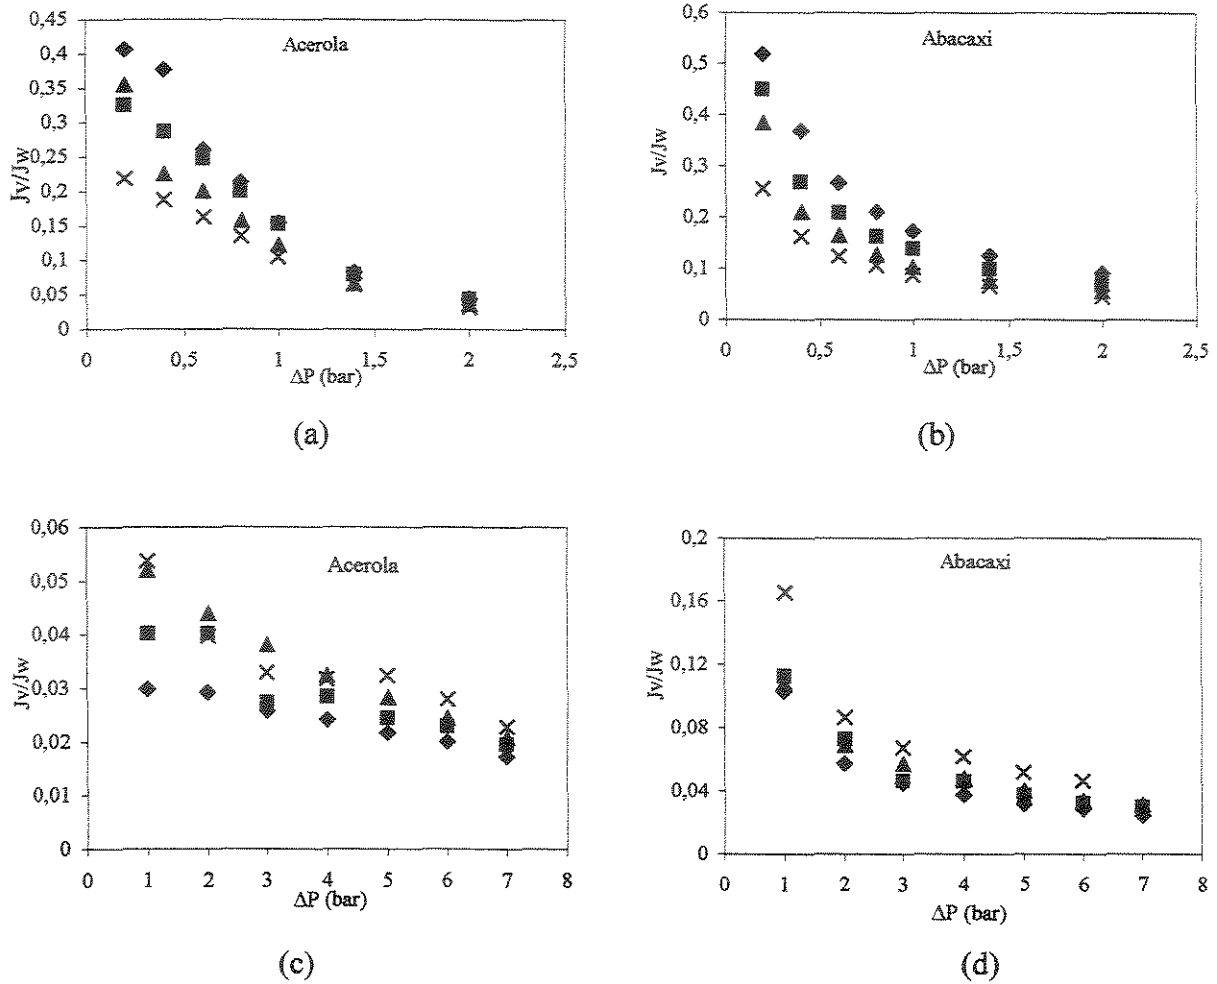 Acerola
0,45
0,4
0,35
0,3
0,25
0,2
0,15
0,1
0,05
0
Jv/Jw
0 0,5 1 1,5 2 2,5
ΔP (bar)
(a)
Abacaxi
0,6
0,5
0,4
0,3
0,2
0,1
0
Jv/Jw
0 0,5 1 1,5 2 2,5
ΔP (bar)
(b)
Acerola
0,06
0,05
0,04
0,03
0,02
0,01
0
Jv/Jw
0 1 2 3 4 5 6 7 8
ΔP (bar)
(c)
Abacaxi
0,2
0,16
0,12
0,08
0,04
0
Jv/Jw
0 1 2 3 4 5 6 7 8
ΔP (bar)
(d)